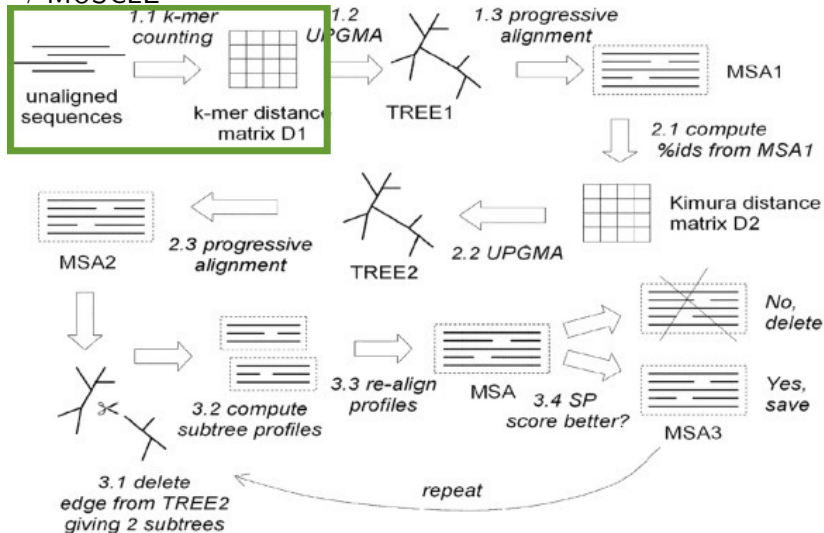 / MUSCLE
1.1 k-mer
counting
1.2
UPGMA
1.3 progressive
alignment
unaligned
sequences
k-mer distance
matrix D1
TREE1
MSA1
2.1 compute
%ids from MSA1
Kimura distance
matrix D2
2.2 UPGMA
TREE2
2.3 progressive
alignment
MSA2
3.1 delete
edge from TREE2
giving 2 subtrees
3.2 compute
subtree profiles
3.3 re-align
profiles
MSA
3.4 SP
score better?
No,
delete
Yes,
save
MSA3
repeat